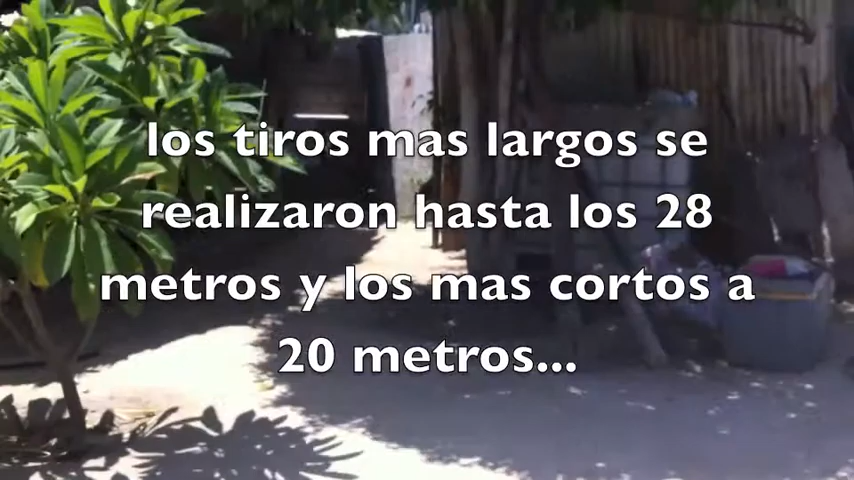 los tiros mas largos se
realizaron hasta los 28
metros y los mas cortos a
20 metros...